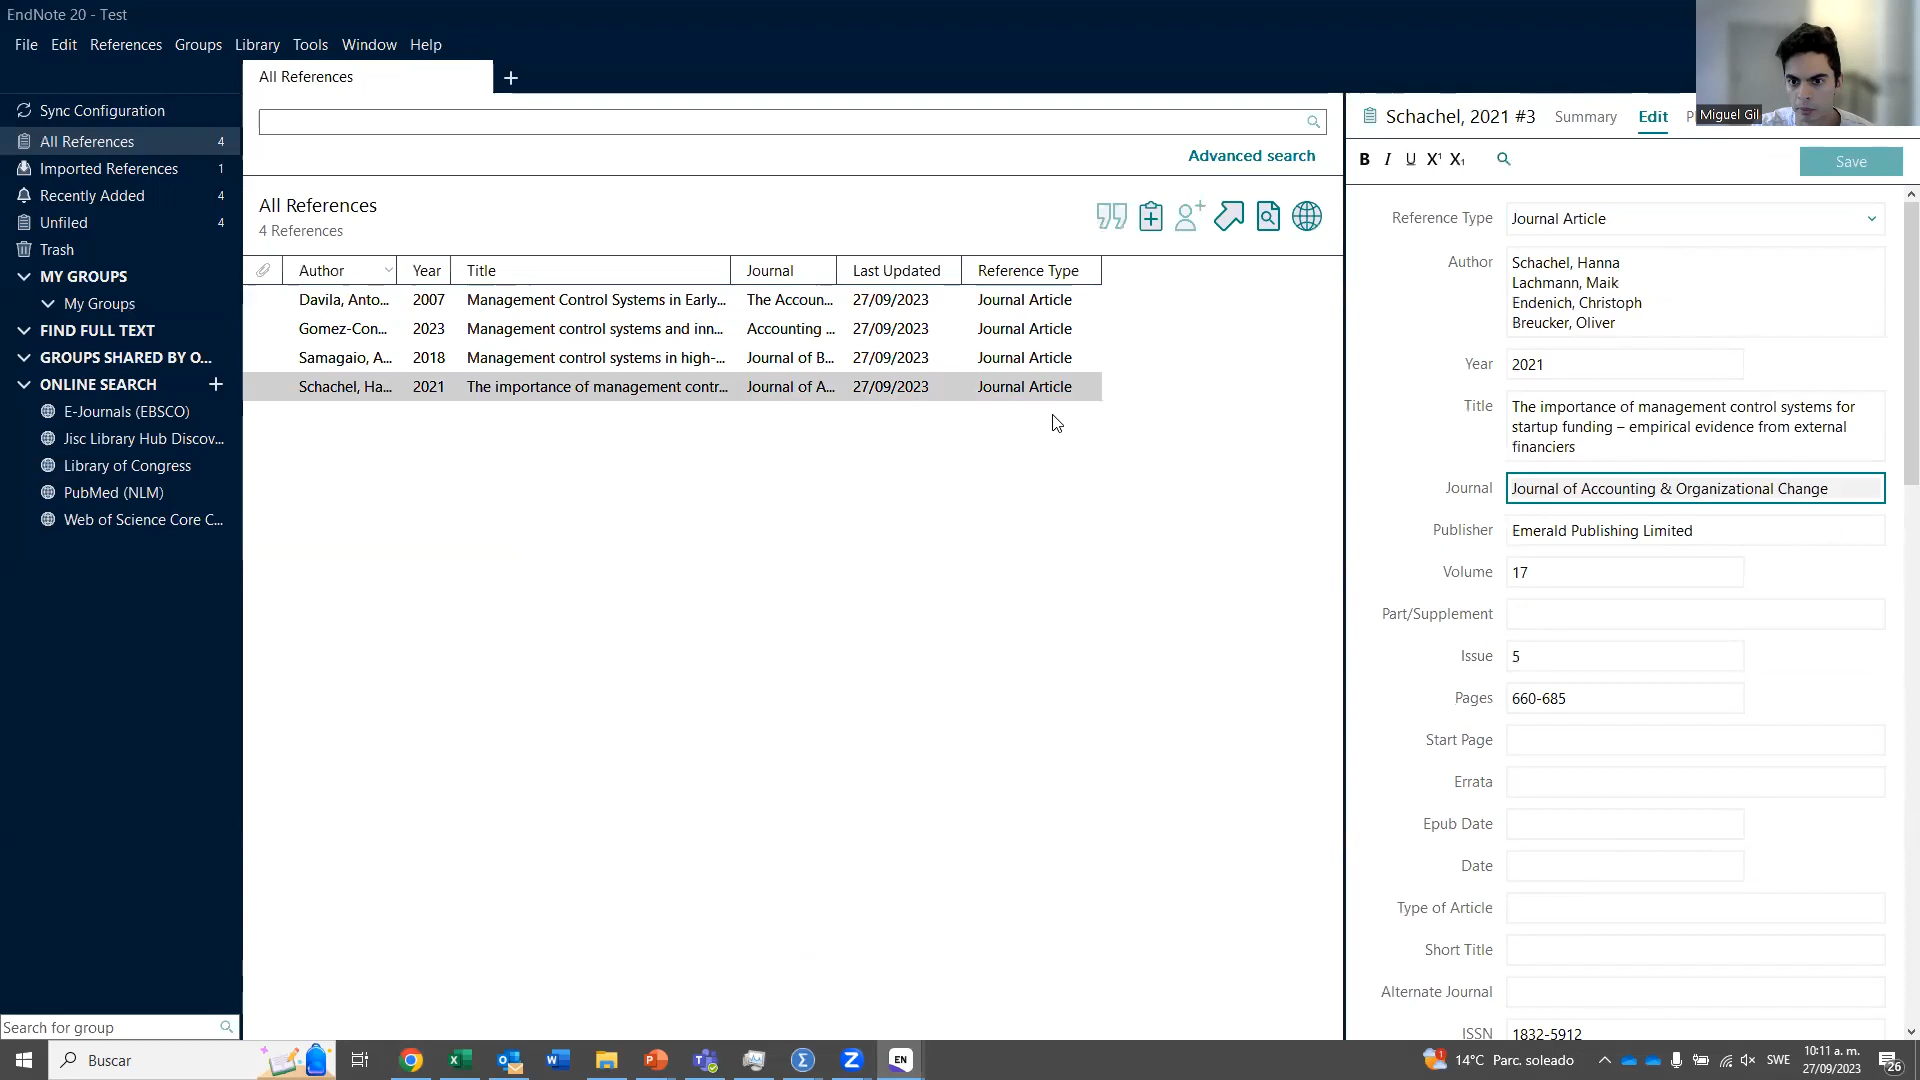 EndNote 20 - Test
File Edit References Groups Library Tools Window Help
Sync Configuration
All References 4
Imported References 1
Recently Added 4
Unfiled 4
Trash
MY GROUPS
My Groups
FIND FULL TEXT
GROUPS SHARED BY O...
ONLINE SEARCH +
E-Journals (EBSCO)
Jisc Library Hub Discov...
Library of Congress
PubMed (NLM)
Web of Science Core C...
Search for group
All References +
Advanced search
All References
4 References
Author Year Title Journal Last Updated Reference Type
Davila, Anto... 2007 Management Control Systems in Early... The Accoun... 27/09/2023 Journal Article
Gomez-Con... 2023 Management control systems and inn... Accounting ... 27/09/2023 Journal Article
Samagaio, A... 2018 Management control systems in high-... Journal of B... 27/09/2023 Journal Article
Schachel, Ha... 2021 The importance of management contr... Journal of A... 27/09/2023 Journal Article
Miguel Gil
Schachel, 2021 #3 Summary Edit P
B I U X¹ X₁ Save
Reference Type Journal Article
Author Schachel, Hanna
Lachmann, Maik
Endenich, Christoph
Breucker, Oliver
Year 2021
Title The importance of management control systems for
startup funding – empirical evidence from external
financiers
Journal Journal of Accounting & Organizational Change
Publisher Emerald Publishing Limited
Volume 17
Part/Supplement
Issue 5
Pages 660-685
Start Page
Errata
Epub Date
Date
Type of Article
Short Title
Alternate Journal
ISSN 1832-5912
Buscar EN 14°C Parc. soleado SWE 10:11 a. m.
27/09/2023 26